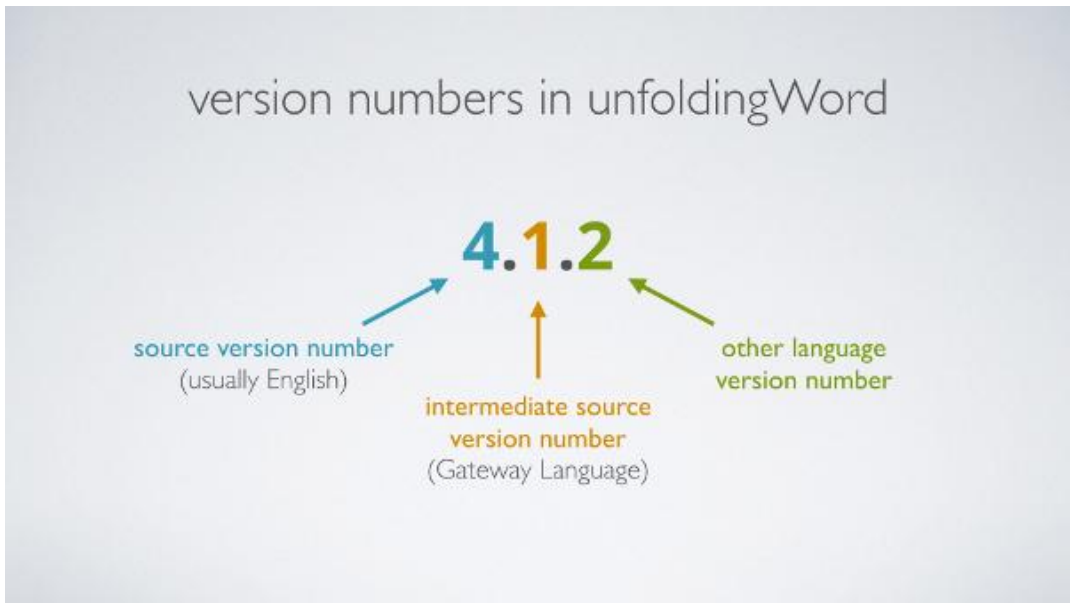 version numbers in unfoldingWord
4.1.2
source version number
(usually English)
intermediate source
version number
(Gateway Language)
other language
version number